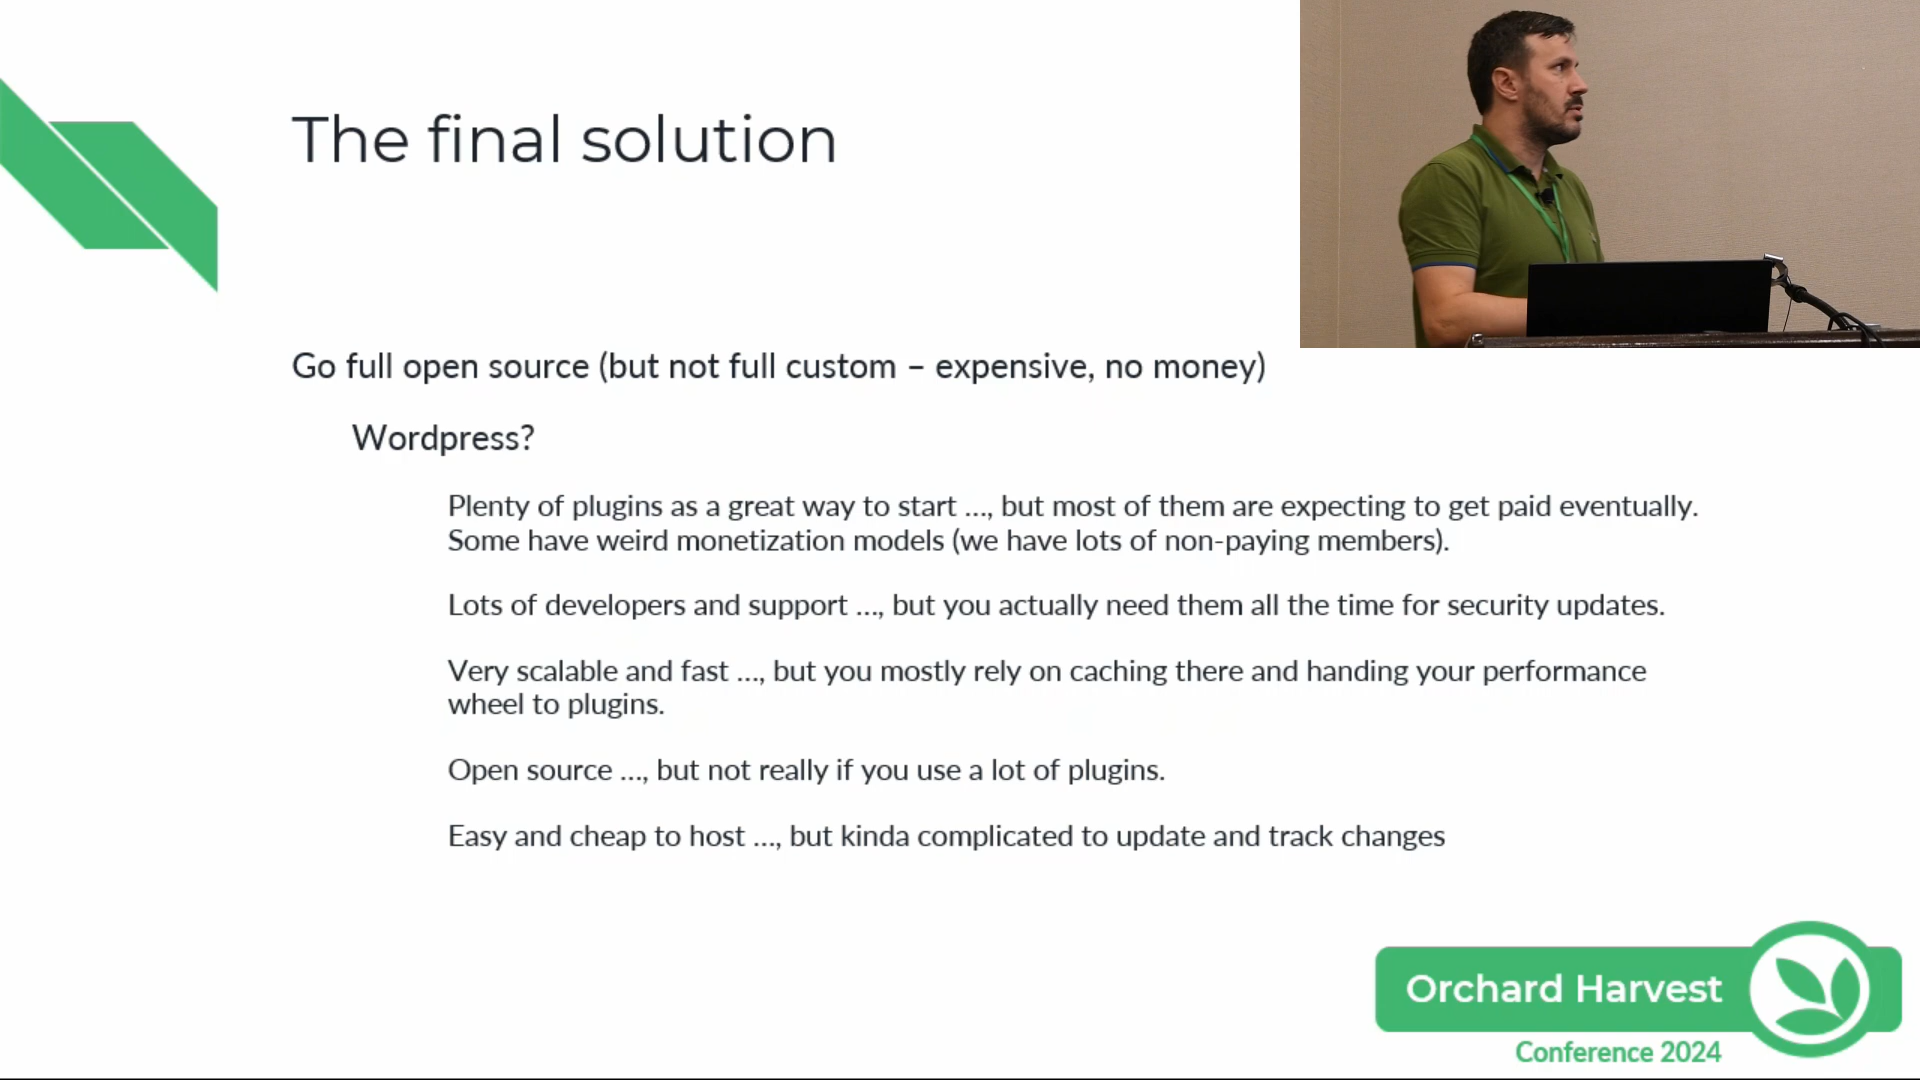 The final solution
Go full open source (but not full custom – expensive, no money)
Wordpress?
Plenty of plugins as a great way to start ..., but most of them are expecting to get paid eventually.
Some have weird monetization models (we have lots of non-paying members).
Lots of developers and support ..., but you actually need them all the time for security updates.
Very scalable and fast ..., but you mostly rely on caching there and handing your performance
wheel to plugins.
Open source ..., but not really if you use a lot of plugins.
Easy and cheap to host ..., but kinda complicated to update and track changes
Orchard Harvest
Conference 2024